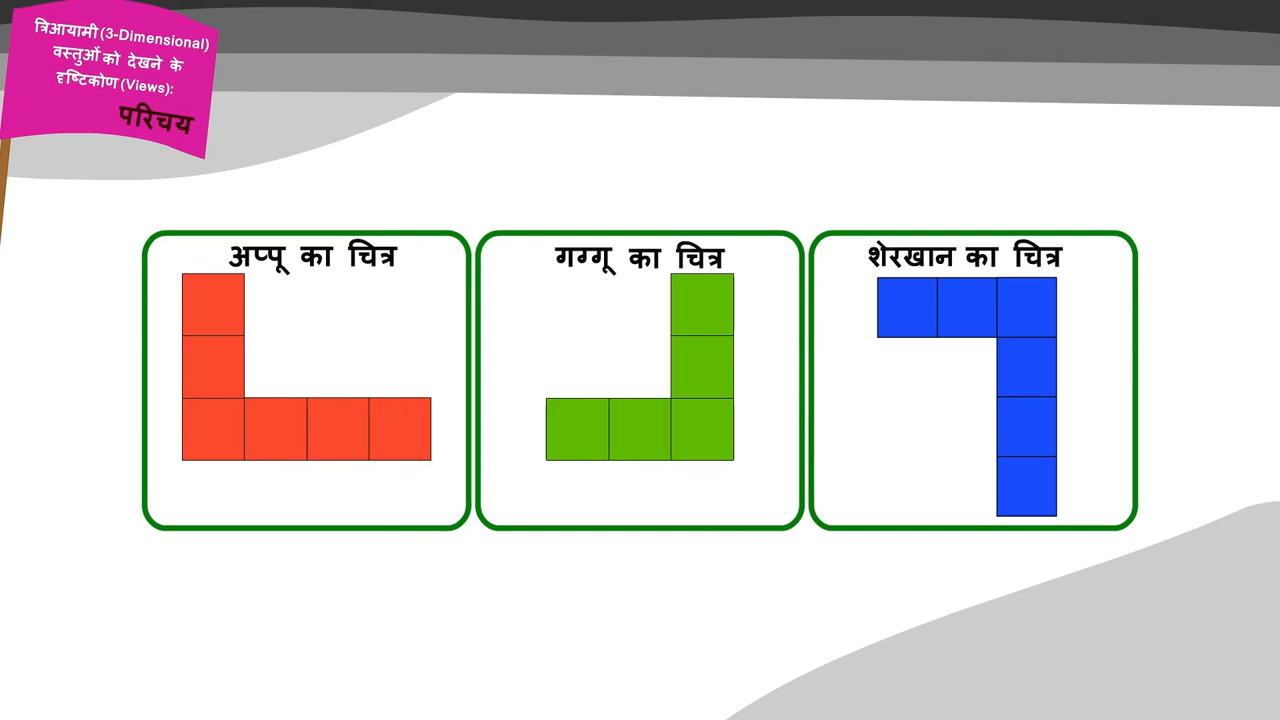 त्रिआयामी (3-Dimensional)
वस्तुओं को देखने के
दृष्टिकोण (Views):
परिचय
अप्पू का चित्र
गग्गू का चित्र
शेरखान का चित्र